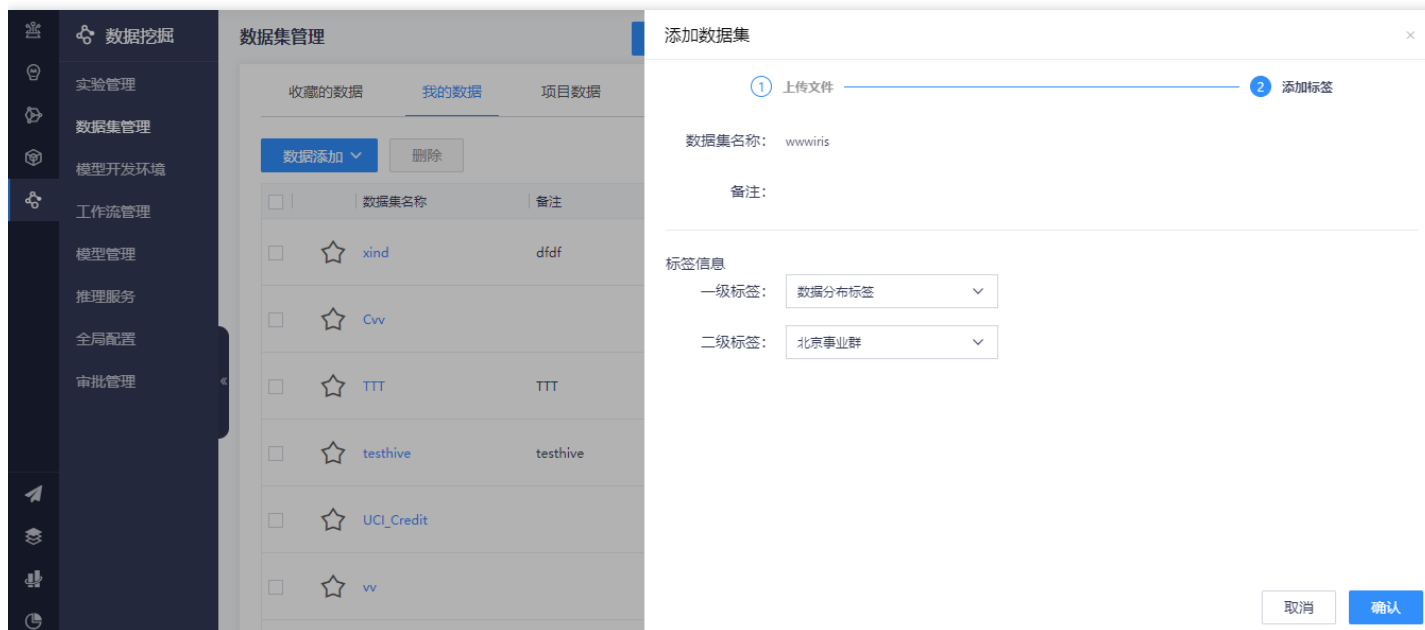 数据挖掘
实验管理
数据集管理
模型开发环境
工作流管理
模型管理
推理服务
全局配置
审批管理
数据集管理
收藏的数据 我的数据 项目数据
数据添加 删除
数据集名称 备注
xind dfdf
Cvv
TTT TTT
testhive testhive
UCI_Credit
vv
添加数据集
1 上传文件 2 添加标签
数据集名称： wwwiris
备注：
标签信息
一级标签： 数据分布标签
二级标签： 北京事业群
取消 确认